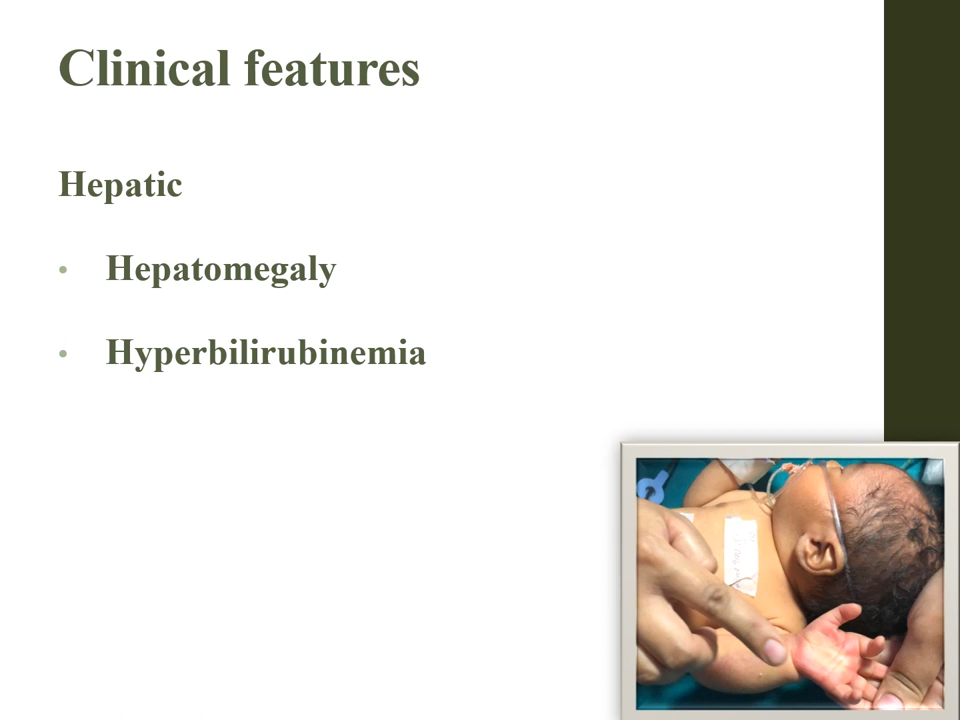 Clinical features
Hepatic
• Hepatomegaly
• Hyperbilirubinemia